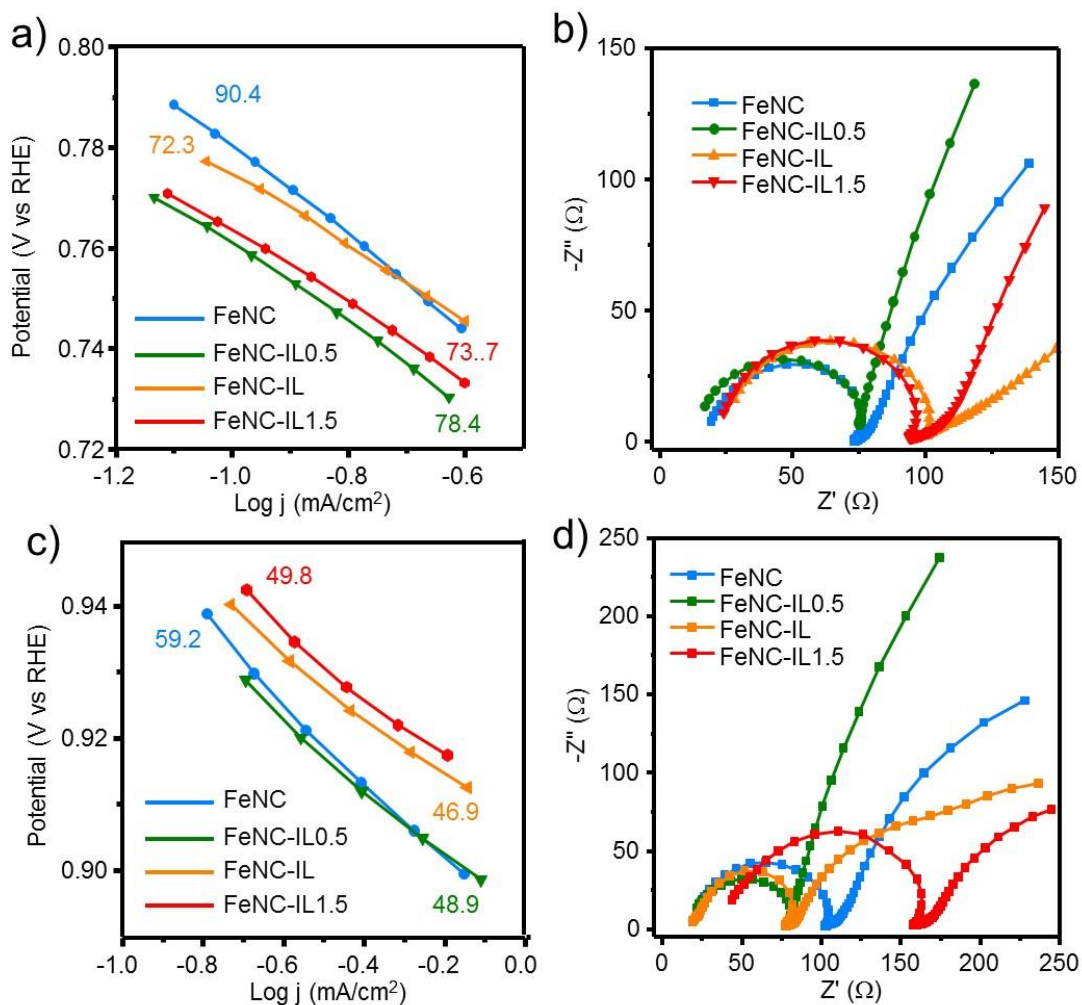 a)
0.80
0.78
0.76
0.74
0.72
Potential (V vs RHE)
90.4
72.3
73..7
78.4
FeNC
FeNC-IL0.5
FeNC-IL
FeNC-IL1.5
-1.2
-1.0
-0.8
-0.6
Log j (mA/cm²)
b)
150
100
50
0
-Z" (Ω)
FeNC
FeNC-IL0.5
FeNC-IL
FeNC-IL1.5
0
50
100
150
Z' (Ω)
c)
0.94
0.92
0.90
Potential (V vs RHE)
49.8
59.2
46.9
48.9
FeNC
FeNC-IL0.5
FeNC-IL
FeNC-IL1.5
-1.0
-0.8
-0.6
-0.4
-0.2
0.0
Log j (mA/cm²)
d)
250
200
150
100
50
0
-Z" (Ω)
FeNC
FeNC-IL0.5
FeNC-IL
FeNC-IL1.5
0
50
100
150
200
250
Z' (Ω)